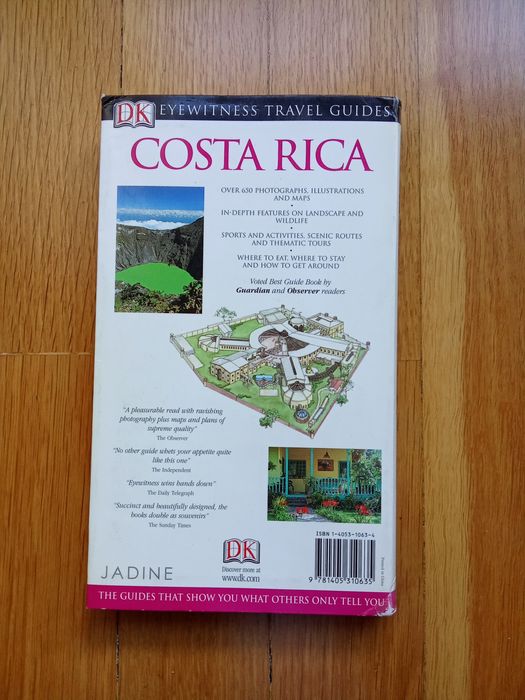 DK EYEWITNESS TRAVEL GUIDES
COSTA RICA
OVER 650 PHOTOGRAPHS, ILLUSTRATIONS
AND MAPS
•
IN-DEPTH FEATURES ON LANDSCAPE AND
WILDLIFE
•
SPORTS AND ACTIVITIES, SCENIC ROUTES
AND THEMATIC TOURS
•
WHERE TO EAT, WHERE TO STAY
AND HOW TO GET AROUND
Voted Best Guide Book by
Guardian and Observer readers
"A pleasurable read with ravishing
photography plus maps and plans of
supreme quality"
The Observer
"No other guide whets your appetite quite
like this one"
The Independent
"Eyewitness wins hands down"
The Daily Telegraph
"Succinct and beautifully designed, the
books double as souvenirs"
The Sunday Times
JADINE
DK
Discover more at
www.dk.com
ISBN 1-4053-1063-4
9 781405 310635
Printed in China
THE GUIDES THAT SHOW YOU WHAT OTHERS ONLY TELL YOU